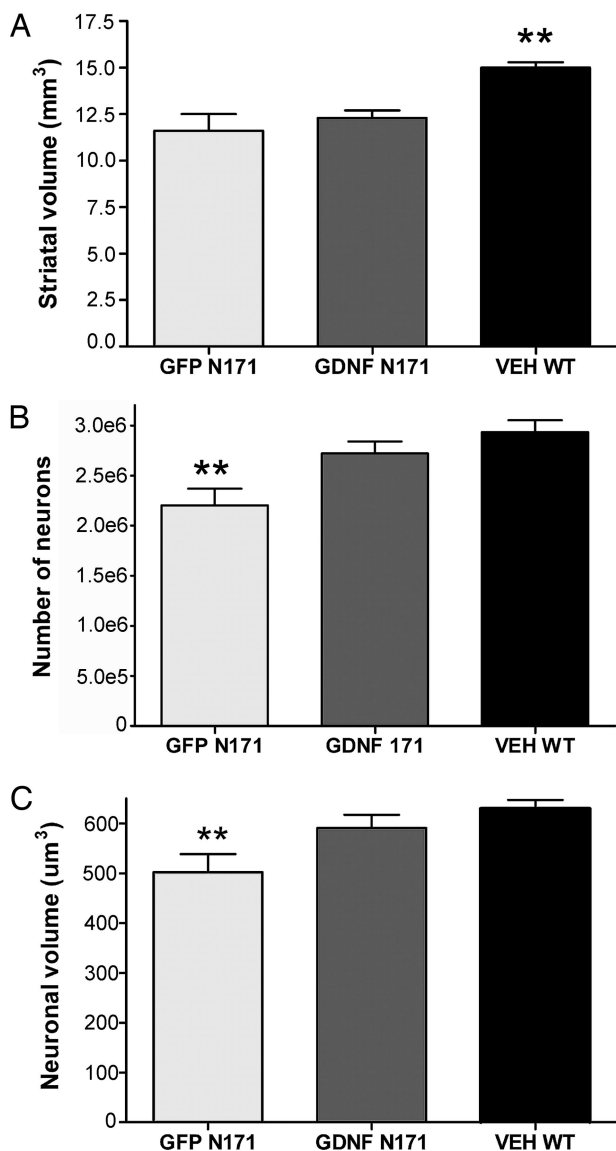 A
Striatal volume (mm³)
17.5
15.0
12.5
10.0
7.5
5.0
2.5
0.0
**
GFP N171
GDNF N171
VEH WT
B
Number of neurons
3.0e6
2.5e6
2.0e6
1.5e6
1.0e6
5.0e5
0
**
GFP N171
GDNF 171
VEH WT
C
Neuronal volume (um³)
600
500
400
300
200
100
0
**
GFP N171
GDNF N171
VEH WT